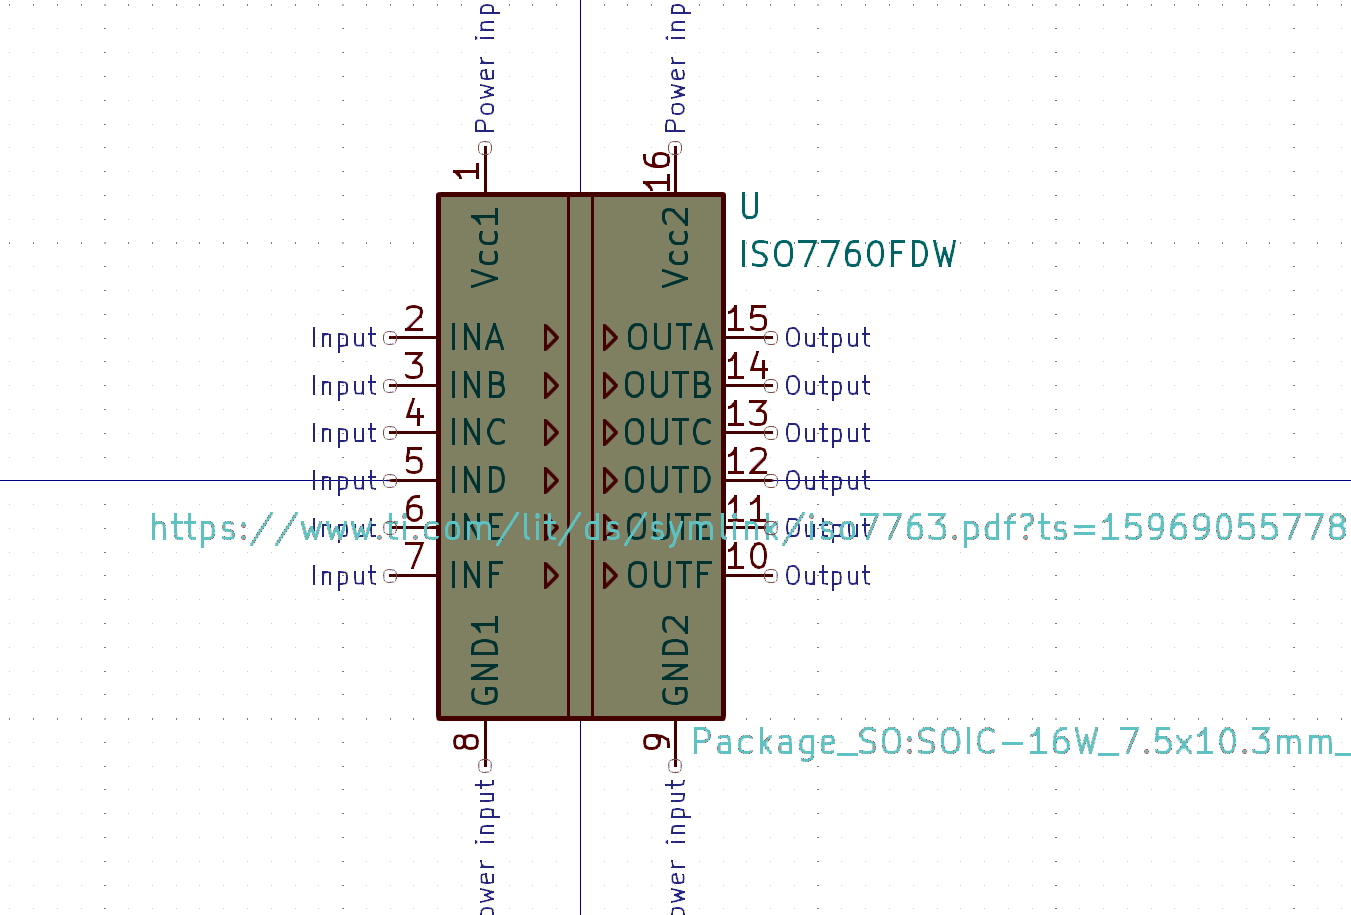 Power inp
Power inp
1
16
Vcc1
Vcc2
U
ISO7760FDW
Input 2 INA OUTA 15 Output
Input 3 INB OUTB 14 Output
Input 4 INC OUTC 13 Output
Input 5 IND OUTD 12 Output
Input 6 INE OUTE 11 Output
https://www.ti.com/lit/ds/symlink/iso7763.pdf?ts=15969055778
Input 7 INF OUTF 10 Output
GND1
GND2
8
9
Package_SO:SOIC-16W_7.5x10.3mm_
ower input
ower input